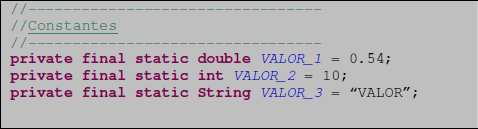 //---------------------------------
//Constantes
//---------------------------------
private final static double VALOR_1 = 0.54;
private final static int VALOR_2 = 10;
private final static String VALOR_3 = “VALOR”;